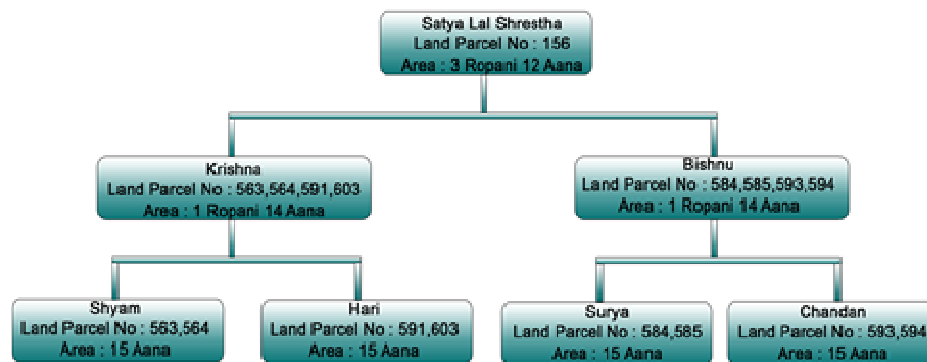 Satya Lal Shrestha
Land Parcel No : 156
Area : 3 Ropani 12 Aana
Krishna
Land Parcel No : 563,564,591,603
Area : 1 Ropani 14 Aana
Bishnu
Land Parcel No : 584,585,593,594
Area : 1 Ropani 14 Aana
Shyam
Land Parcel No : 563,564
Area : 15 Aana
Hari
Land Parcel No : 591,603
Area : 15 Aana
Surya
Land Parcel No : 584,585
Area : 15 Aana
Chandan
Land Parcel No : 593,594
Area : 15 Aana